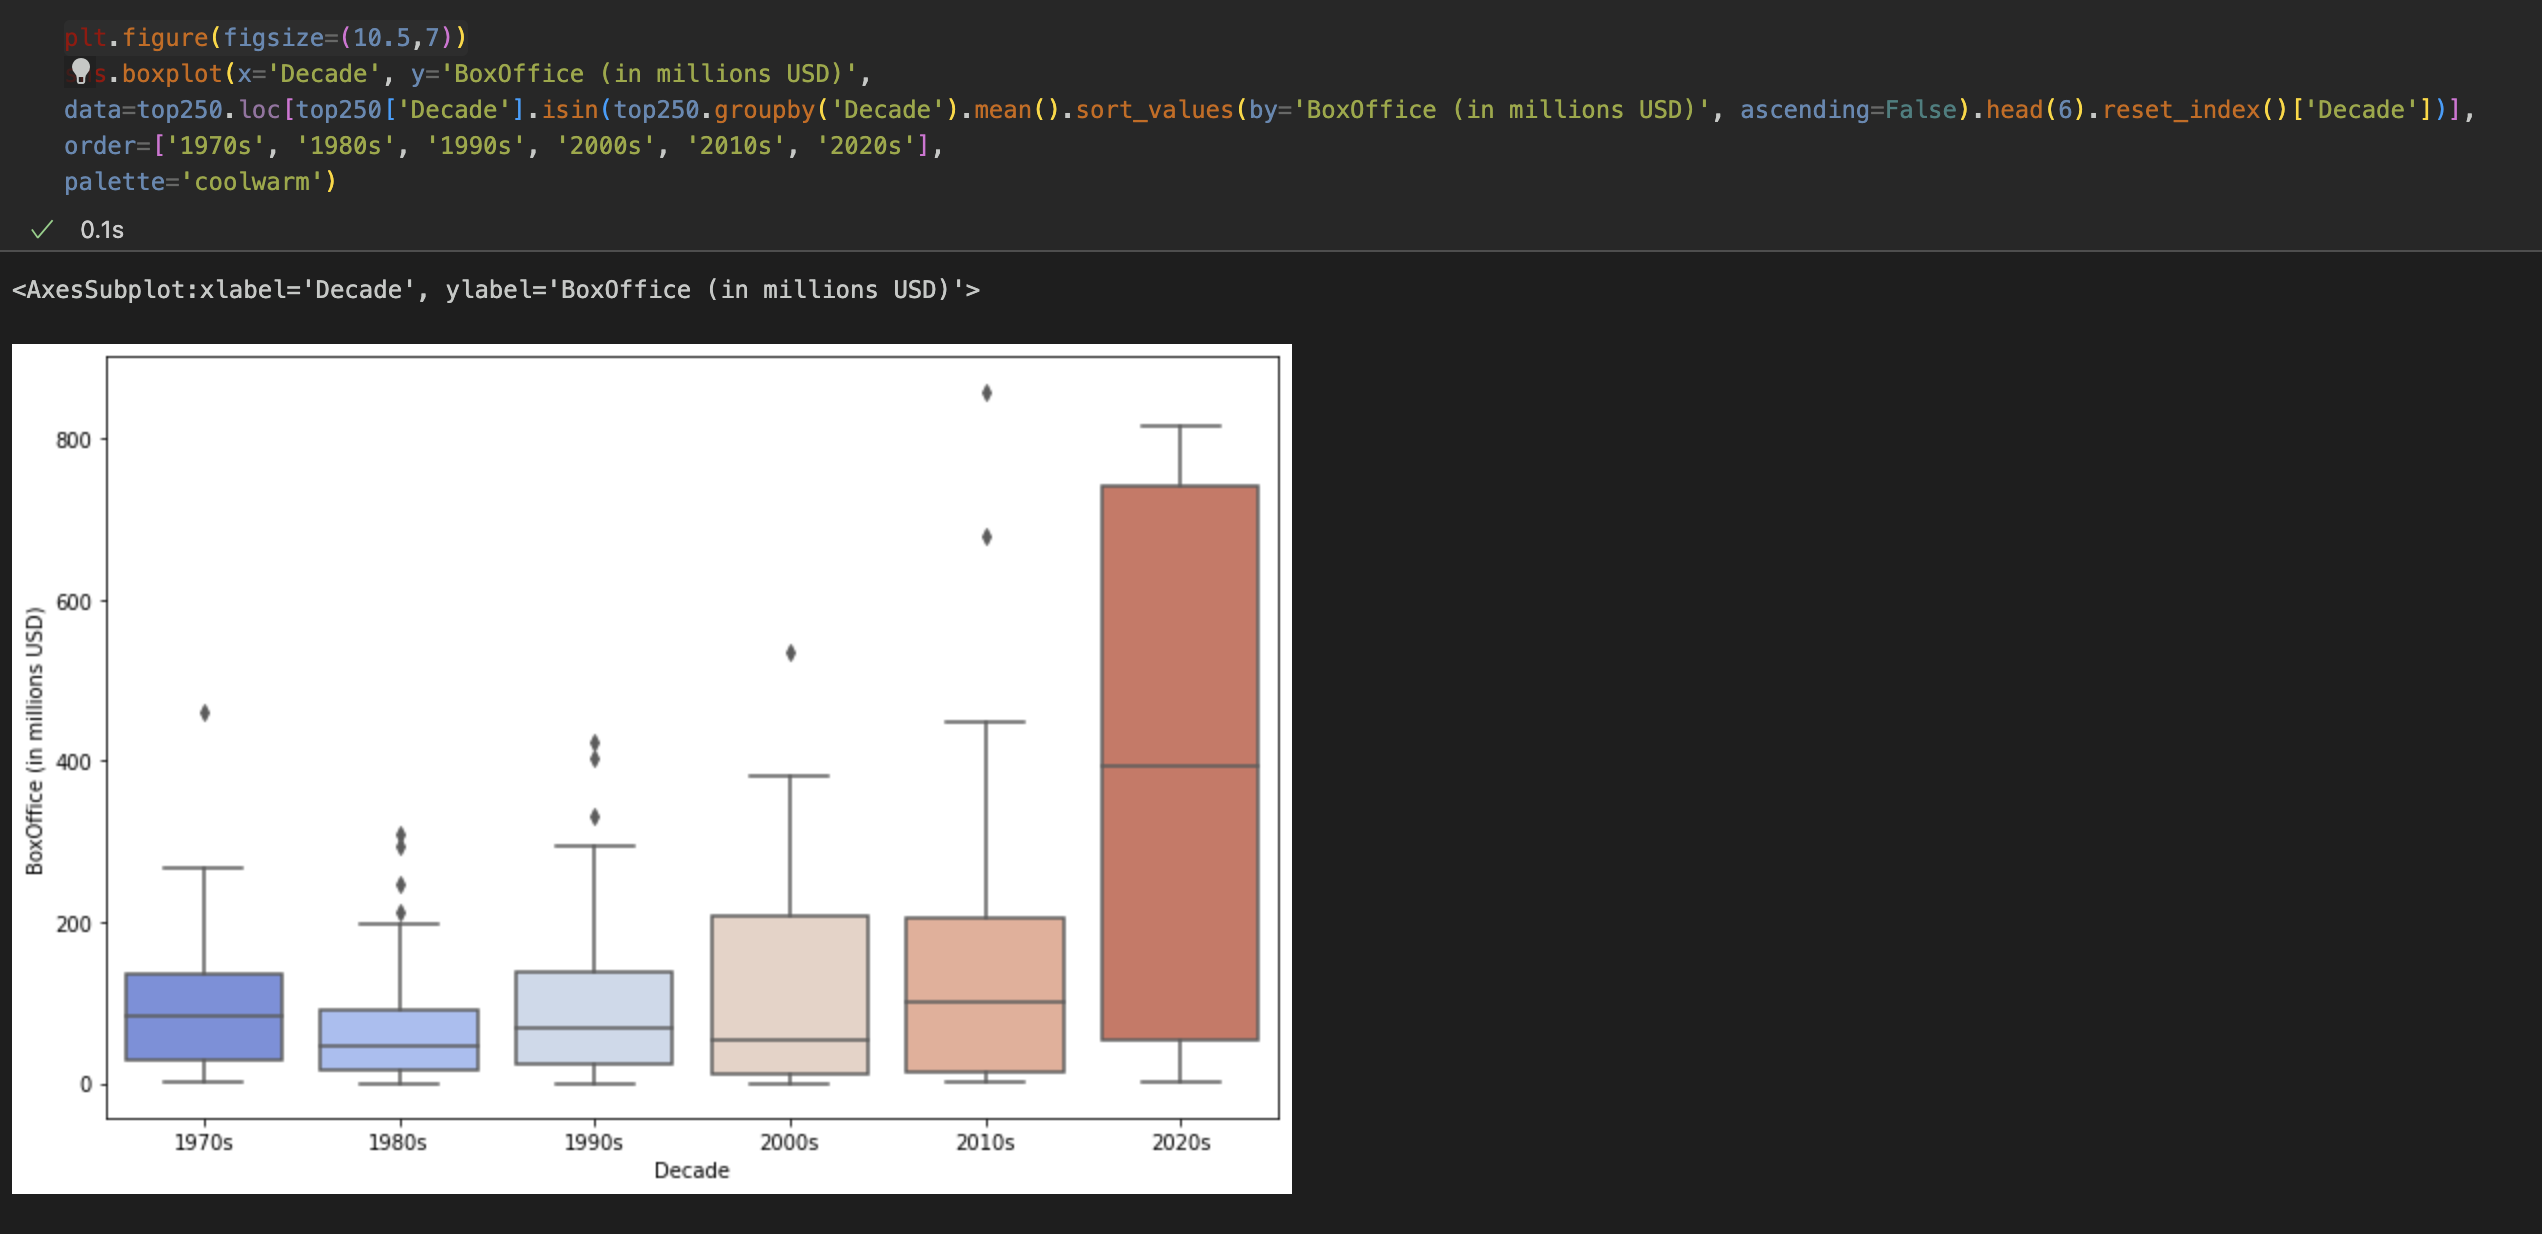 plt.figure(figsize=(10.5,7))
s.boxplot(x='Decade', y='BoxOffice (in millions USD)',
data=top250.loc[top250['Decade'].isin(top250.groupby('Decade').mean().sort_values(by='BoxOffice (in millions USD)', ascending=False).head(6).reset_index()['Decade'])],
order=['1970s', '1980s', '1990s', '2000s', '2010s', '2020s'],
palette='coolwarm')
0.1s
<AxesSubplot:xlabel='Decade', ylabel='BoxOffice (in millions USD)'>
BoxOffice (in millions USD)
800
600
400
200
0
1970s 1980s 1990s 2000s 2010s 2020s
Decade